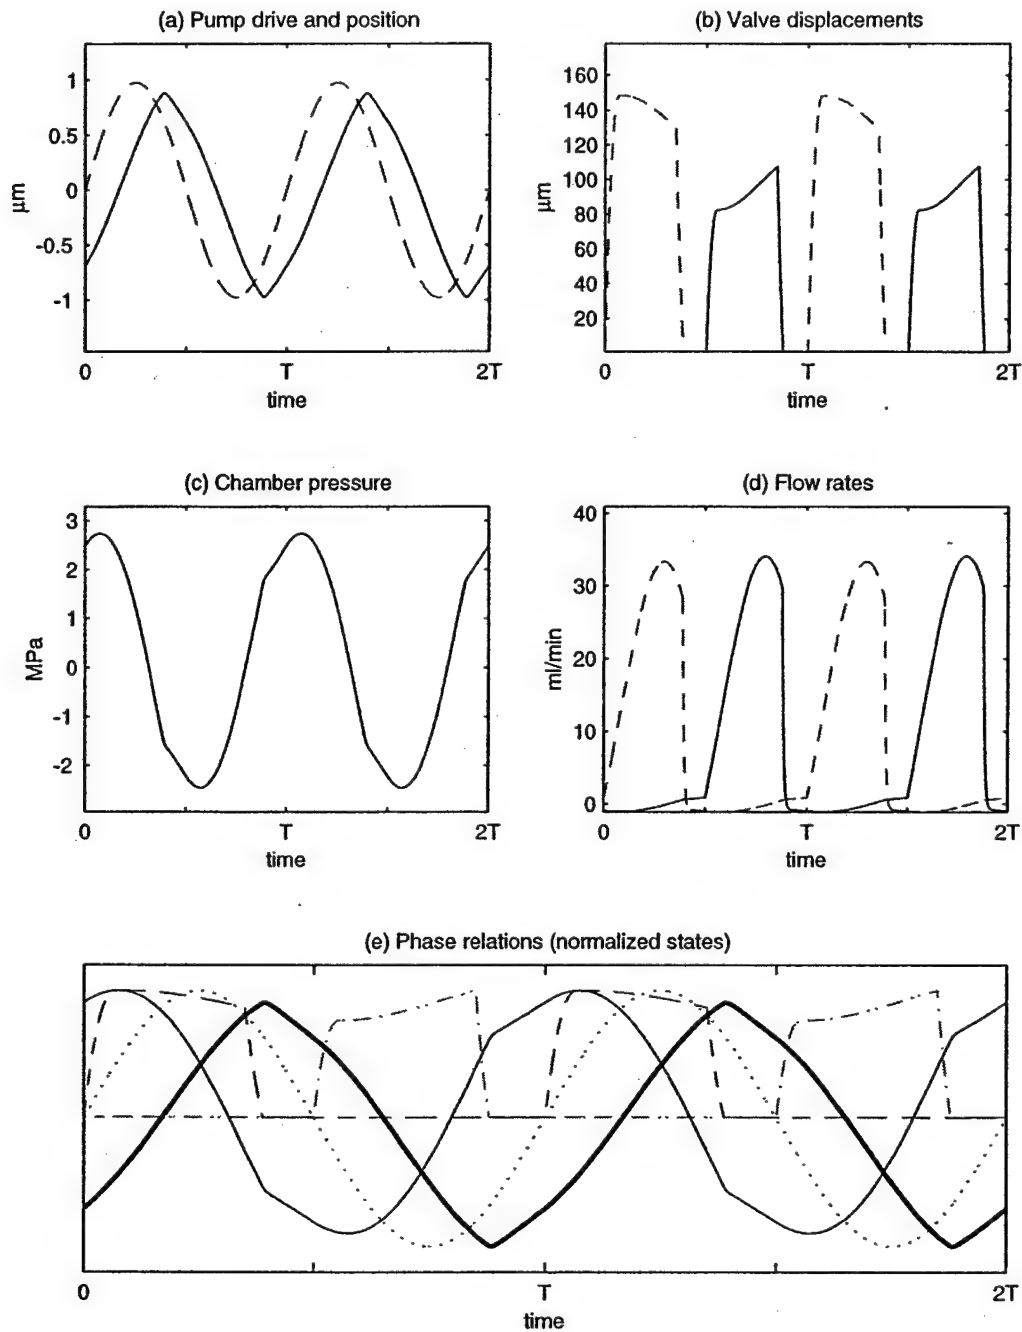 (a) Pump drive and position
(b) Valve displacements
1
0.5
0
-0.5
-1
µm
0
T
2T
time
160
140
120
100
80
60
40
20
µm
0
T
2T
time
(c) Chamber pressure
(d) Flow rates
3
2
1
0
-1
-2
MPa
0
T
2T
time
40
30
20
10
0
ml/min
0
T
2T
time
(e) Phase relations (normalized states)
0
T
2T
time